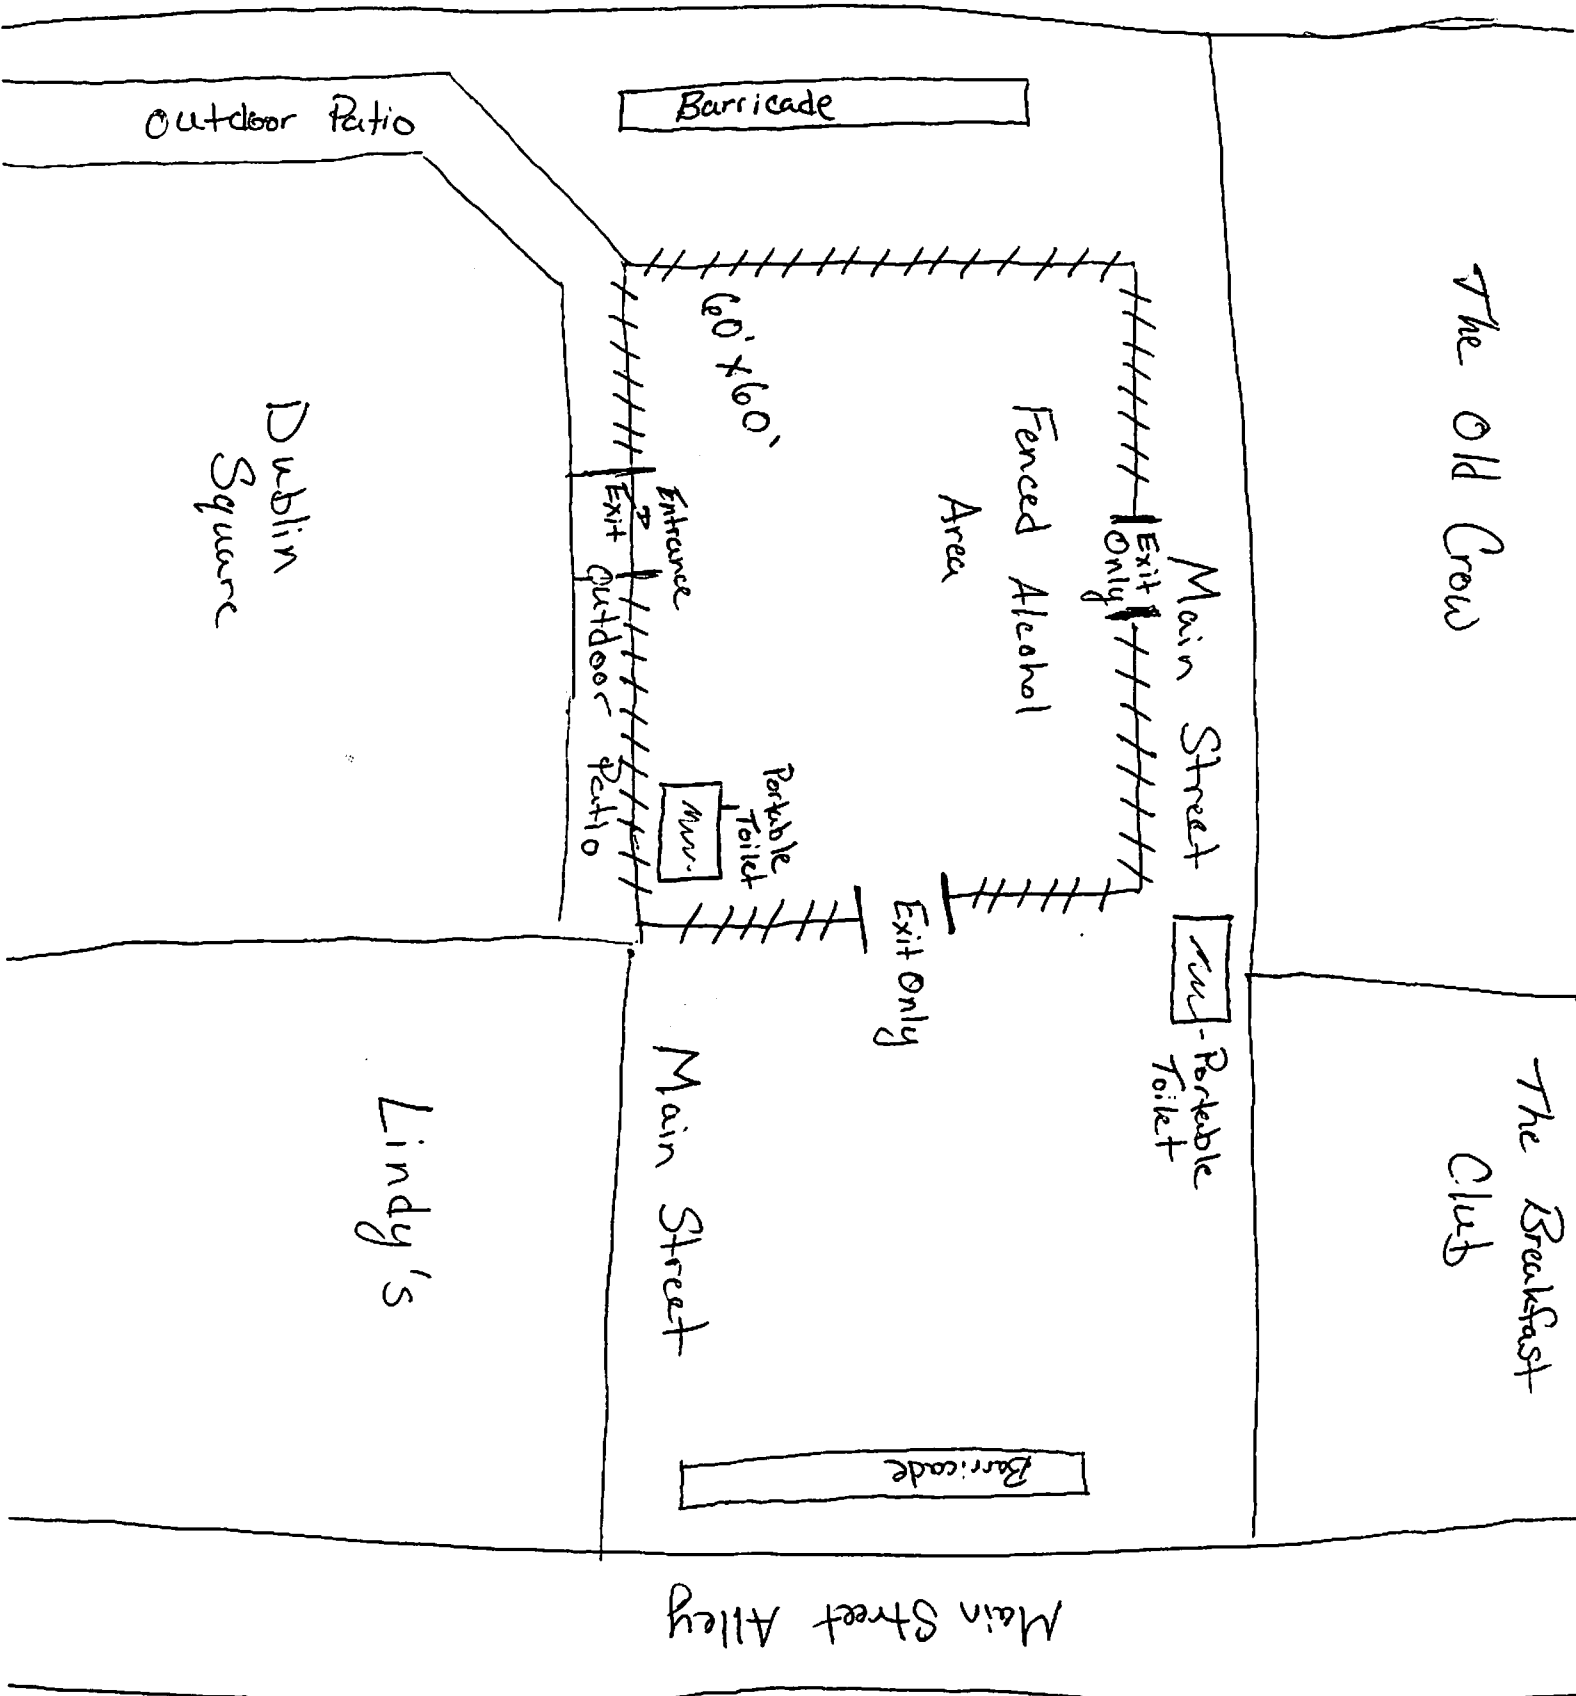 Outdoor Patio
Barricade
60' x 60'
Fenced Alcohol
Area
The Old Crow
Dublin
Square
Exit
Entrance
Exit
Only
Main Street
Outdoor Patio
Portable
Toilet
Exit Only
Portable
Toilet
Main Street
Lindy's
The Breakfast
Club
Barricade
Main Street Alley